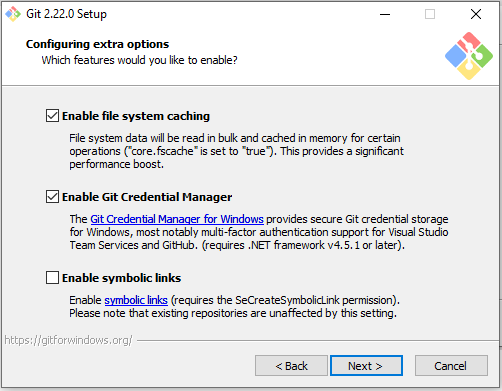 Git 2.22.0 Setup
Configuring extra options
Which features would you like to enable?
Enable file system caching
File system data will be read in bulk and cached in memory for certain
operations ("core.fscache" is set to "true"). This provides a significant
performance boost.
Enable Git Credential Manager
The Git Credential Manager for Windows provides secure Git credential storage
for Windows, most notably multi-factor authentication support for Visual Studio
Team Services and GitHub. (requires .NET framework v4.5.1 or later).
Enable symbolic links
Enable symbolic links (requires the SeCreateSymbolicLink permission).
Please note that existing repositories are unaffected by this setting.
https://gitforwindows.org/
< Back Next > Cancel